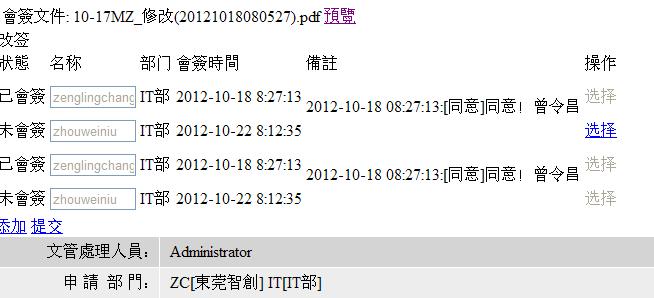 會簽文件: 10-17MZ_修改(20121018080527).pdf 預覽
改签
狀態 名称 部门 會簽時間 備註 操作
已會簽 zenglingchang IT部 2012-10-18 8:27:13 2012-10-18 08:27:13:[同意]同意! 曾令昌 选择
未會簽 zhouweiniu IT部 2012-10-22 8:12:35 选择
已會簽 zenglingchang IT部 2012-10-18 8:27:13 2012-10-18 08:27:13:[同意]同意! 曾令昌 选择
未會簽 zhouweiniu IT部 2012-10-22 8:12:35 选择
添加 提交
文管處理人員: Administrator
申 請 部 門: ZC[東莞智創] IT[IT部]